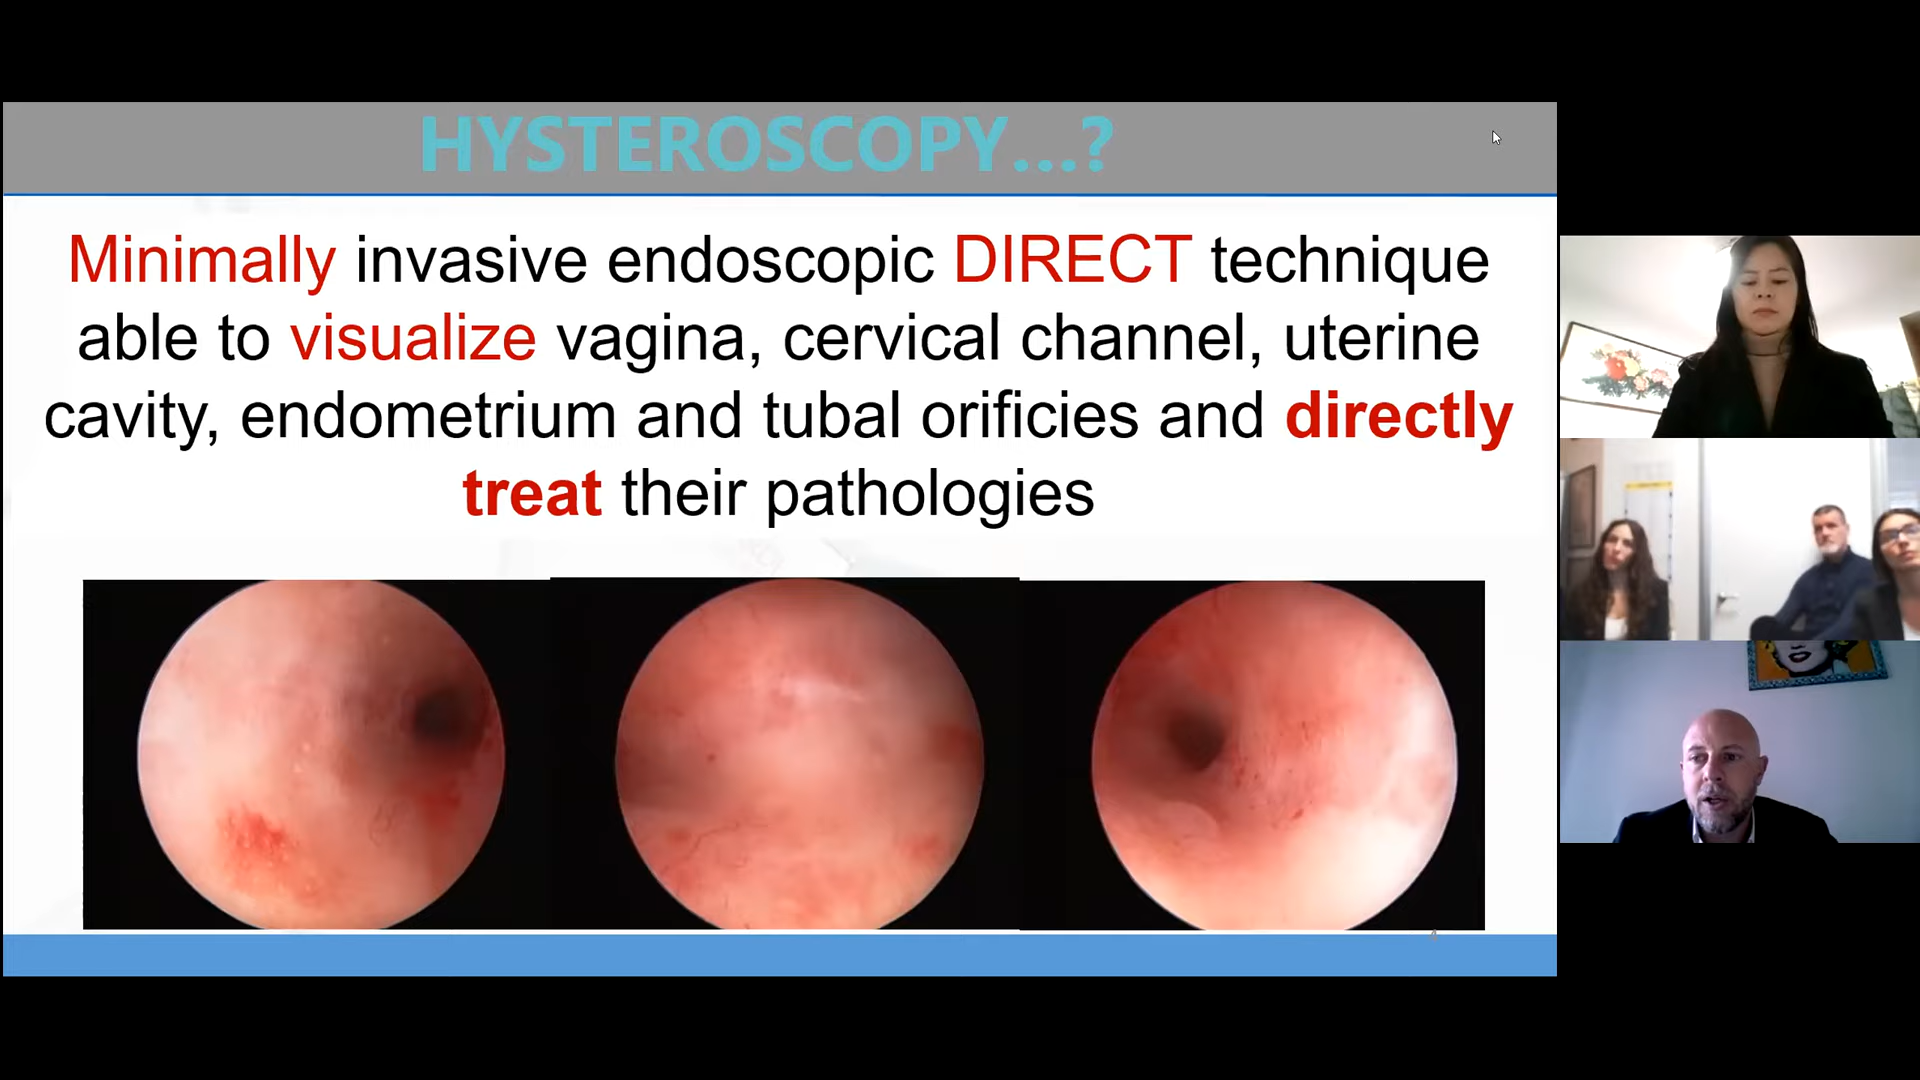 HYSTEROSCOPY...?
Minimally invasive endoscopic DIRECT technique
able to visualize vagina, cervical channel, uterine
cavity, endometrium and tubal orificies and directly
treat their pathologies
4